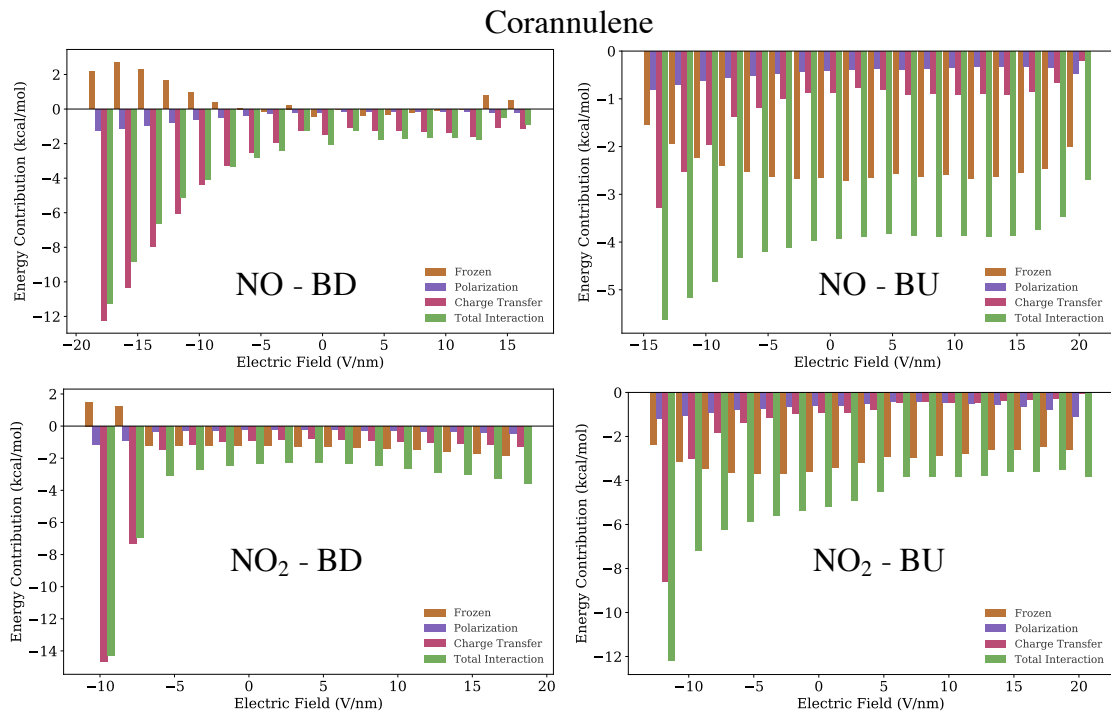 Corannulene
2
0
−2
−4
−6
−8
−10
−12
Energy Contribution (kcal/mol)
NO - BD
Frozen
Polarization
Charge Transfer
Total Interaction
−20 −15 −10 −5 0 5 10 15
Electric Field (V/nm)
0
−1
−2
−3
−4
−5
Energy Contribution (kcal/mol)
NO - BU
Frozen
Polarization
Charge Transfer
Total Interaction
−15 −10 −5 0 5 10 15 20
Electric Field (V/nm)
2
0
−2
−4
−6
−8
−10
−12
−14
Energy Contribution (kcal/mol)
NO₂ - BD
Frozen
Polarization
Charge Transfer
Total Interaction
−10 −5 0 5 10 15 20
Electric Field (V/nm)
0
−2
−4
−6
−8
−10
−12
Energy Contribution (kcal/mol)
NO₂ - BU
Frozen
Polarization
Charge Transfer
Total Interaction
−10 −5 0 5 10 15 20
Electric Field (V/nm)